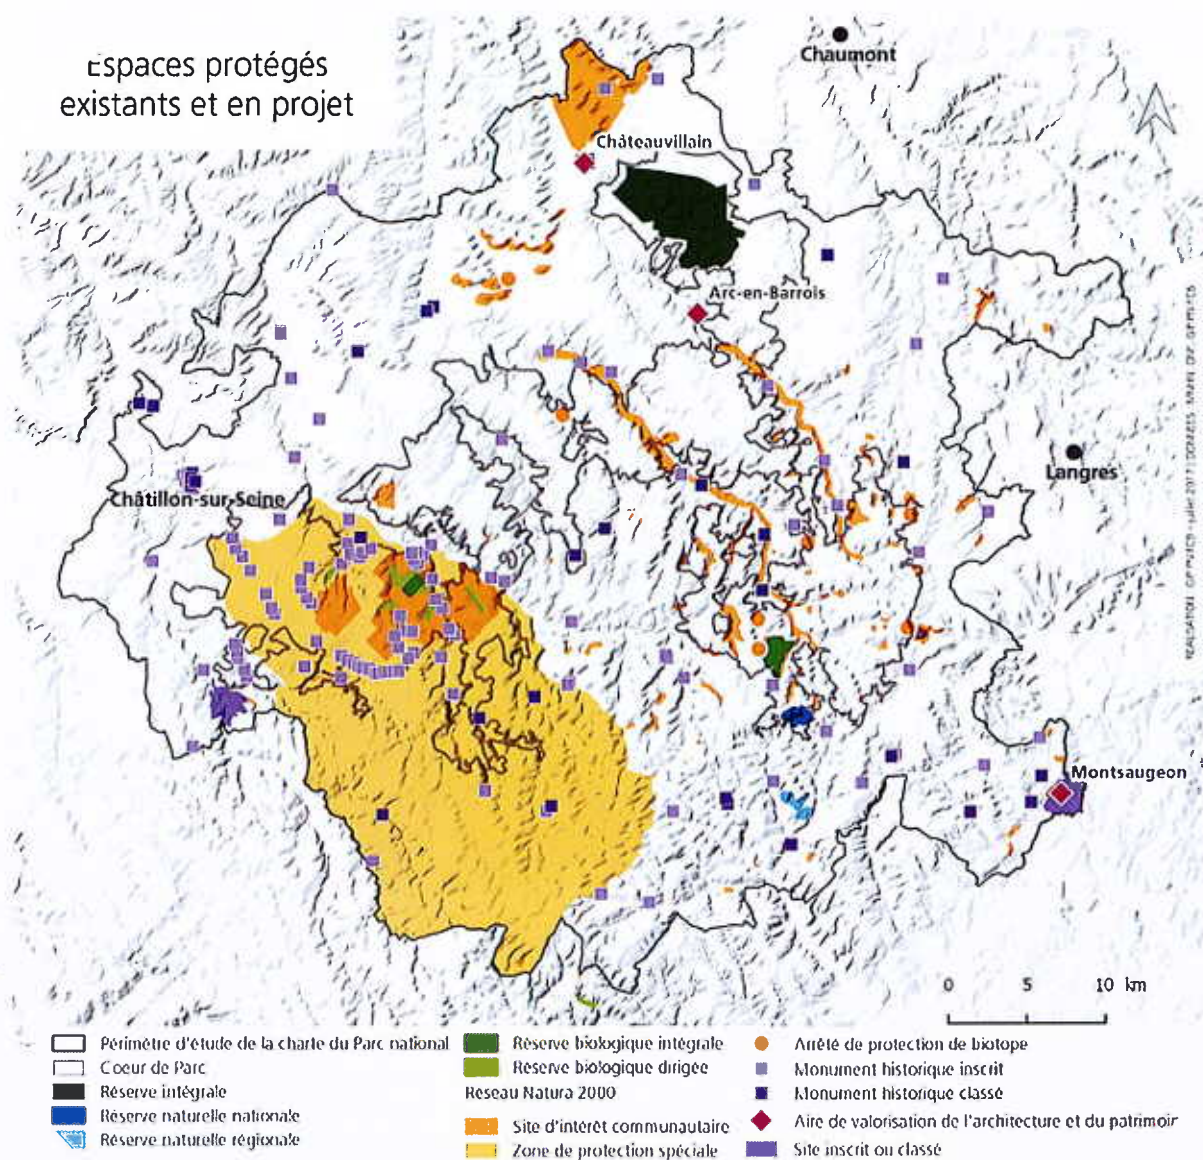 Espaces protégés
existants et en projet
Chaumont
Châteauvillain
Arc-en-Barrois
Langres
Châtillon-sur-Seine
Montsaugeon
0 5 10 km
Périmètre d'étude de la charte du Parc national
Coeur de Parc
Réserve intégrale
Réserve naturelle nationale
Réserve naturelle régionale
Réserve biologique intégrale
Réserve biologique dirigée
Reseau Natura 2000
Site d'intérêt communautaire
Zone de protection spéciale
Arrêté de protection de biotope
Monument historique inscrit
Monument historique classé
Aire de valorisation de l'architecture et du patrimoir
Site inscrit ou classé